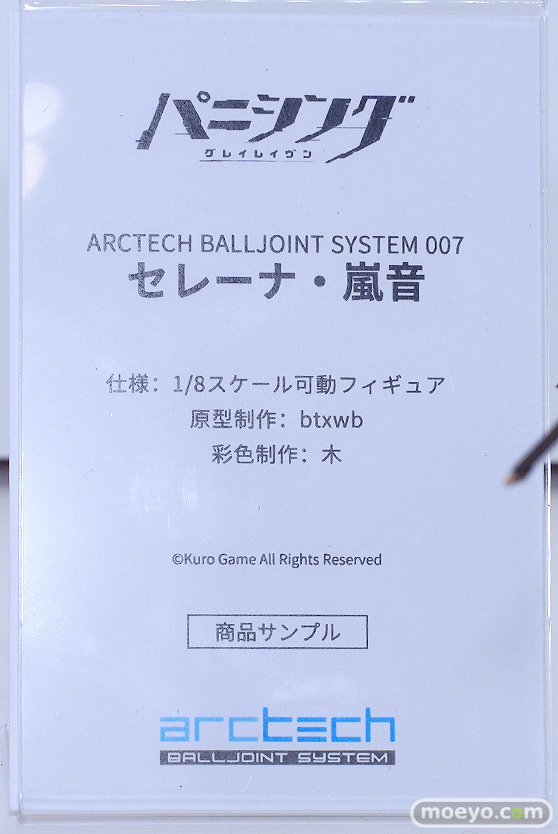 パニシング
グレイレイヴン
ARCTECH BALLJOINT SYSTEM 007
セレーナ・嵐音
仕様：1/8スケール可動フィギュア
原型制作：btxwb
彩色制作：木
©Kuro Game All Rights Reserved
商品サンプル
arctech
BALLJOINT SYSTEM
moeyo.com